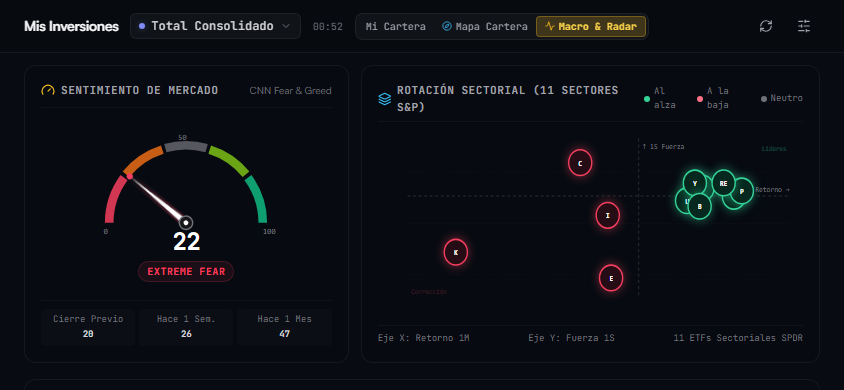 Mis Inversiones
Total Consolidado
00:52
Mi Cartera
Mapa Cartera
Macro & Radar
SENTIMIENTO DE MERCADO
CNN Fear & Greed
50
0
100
22
EXTREME FEAR
Cierre Previo
20
Hace 1 Sem.
26
Hace 1 Mes
47
ROTACIÓN SECTORIAL (11 SECTORES
S&P)
Al
alza
A la
baja
Neutro
↑ 1S Fuerza
Líderes
C
Y
RE
P
Retorno →
B
I
K
E
Corrección
Eje X: Retorno 1M
Eje Y: Fuerza 1S
11 ETFs Sectoriales SPDR